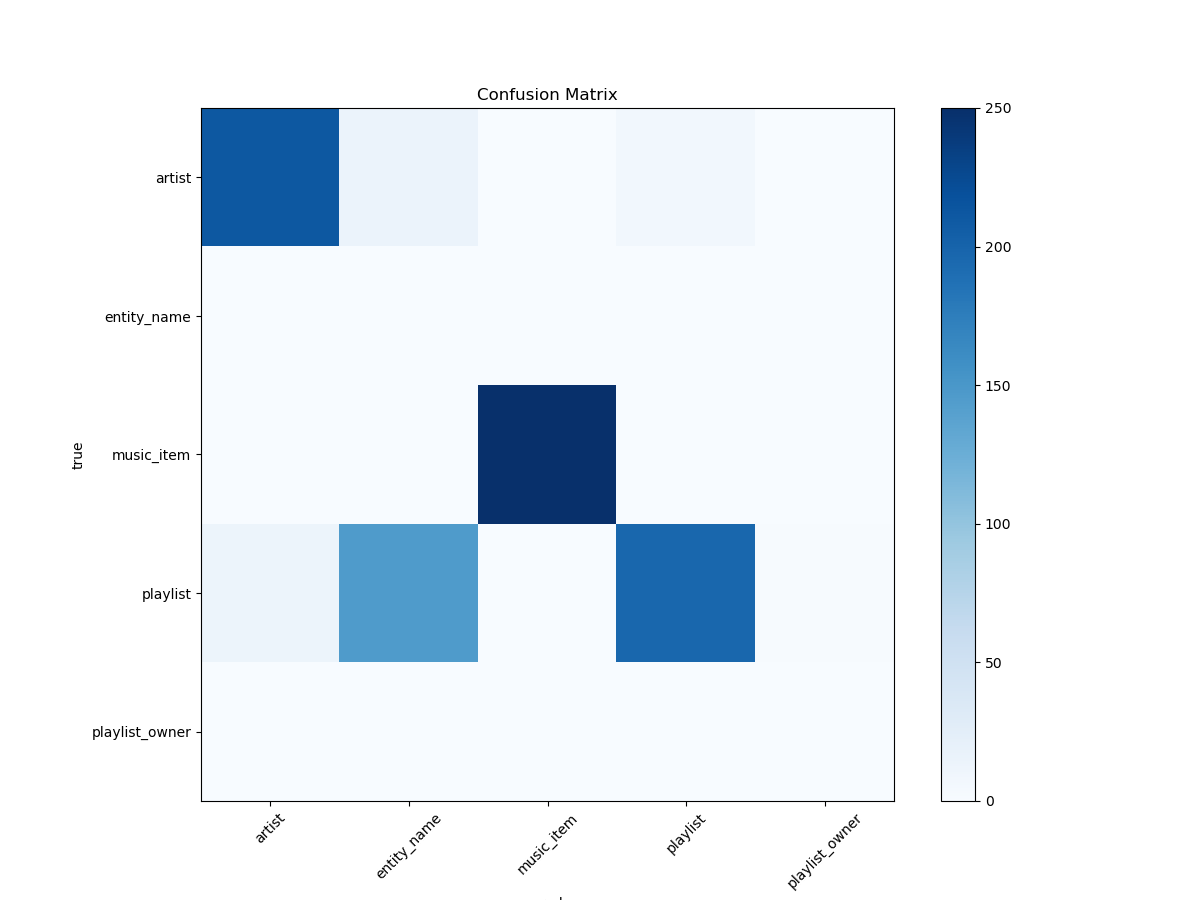 Confusion Matrix
artist
entity_name
music_item
playlist
playlist_owner
true
artist
entity_name
music_item
playlist
playlist_owner
250
200
150
100
50
0